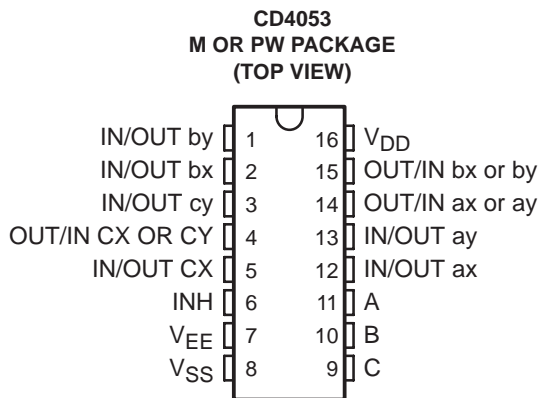 CD4053
M OR PW PACKAGE
(TOP VIEW)
IN/OUT by 1 16 VDD
IN/OUT bx 2 15 OUT/IN bx or by
IN/OUT cy 3 14 OUT/IN ax or ay
OUT/IN CX OR CY 4 13 IN/OUT ay
IN/OUT CX 5 12 IN/OUT ax
INH 6 11 A
VEE 7 10 B
VSS 8 9 C